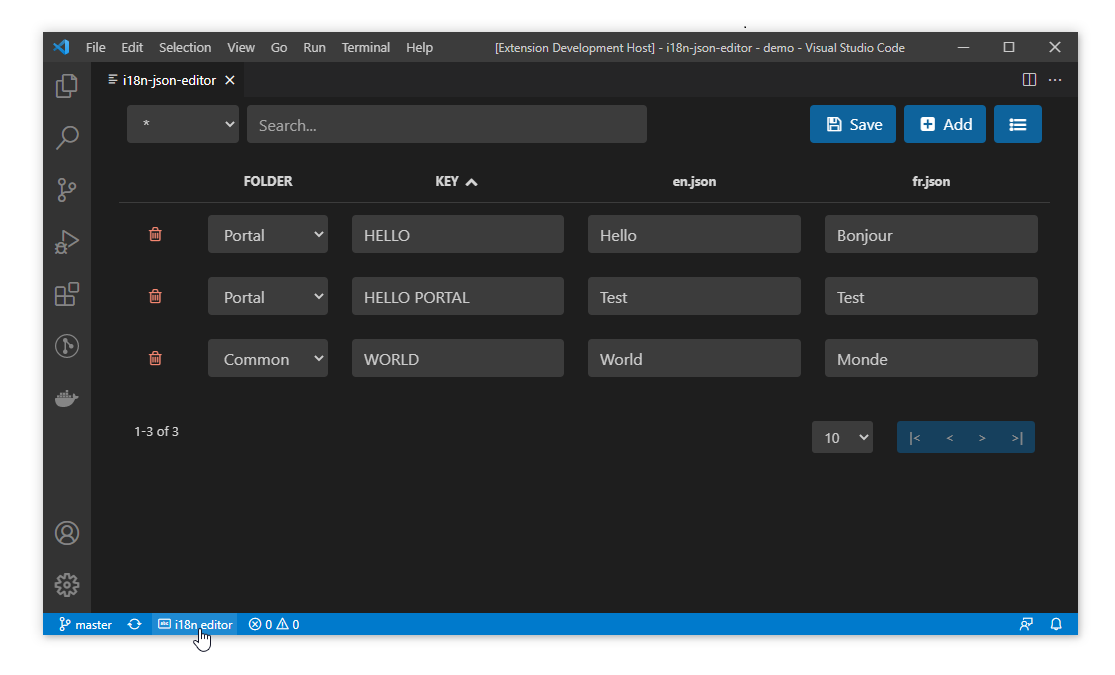 File Edit Selection View Go Run Terminal Help [Extension Development Host] - i18n-json-editor - demo - Visual Studio Code
i18n-json-editor
* Search... Save Add
FOLDER KEY en.json fr.json
Portal HELLO Hello Bonjour
Portal HELLO PORTAL Test Test
Common WORLD World Monde
1-3 of 3 10 |< < > >|
master i18n editor 0 0